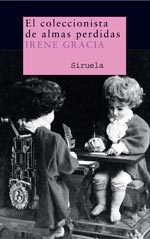 El coleccionista
de almas perdidas
IRENE GRACIA
Siruela